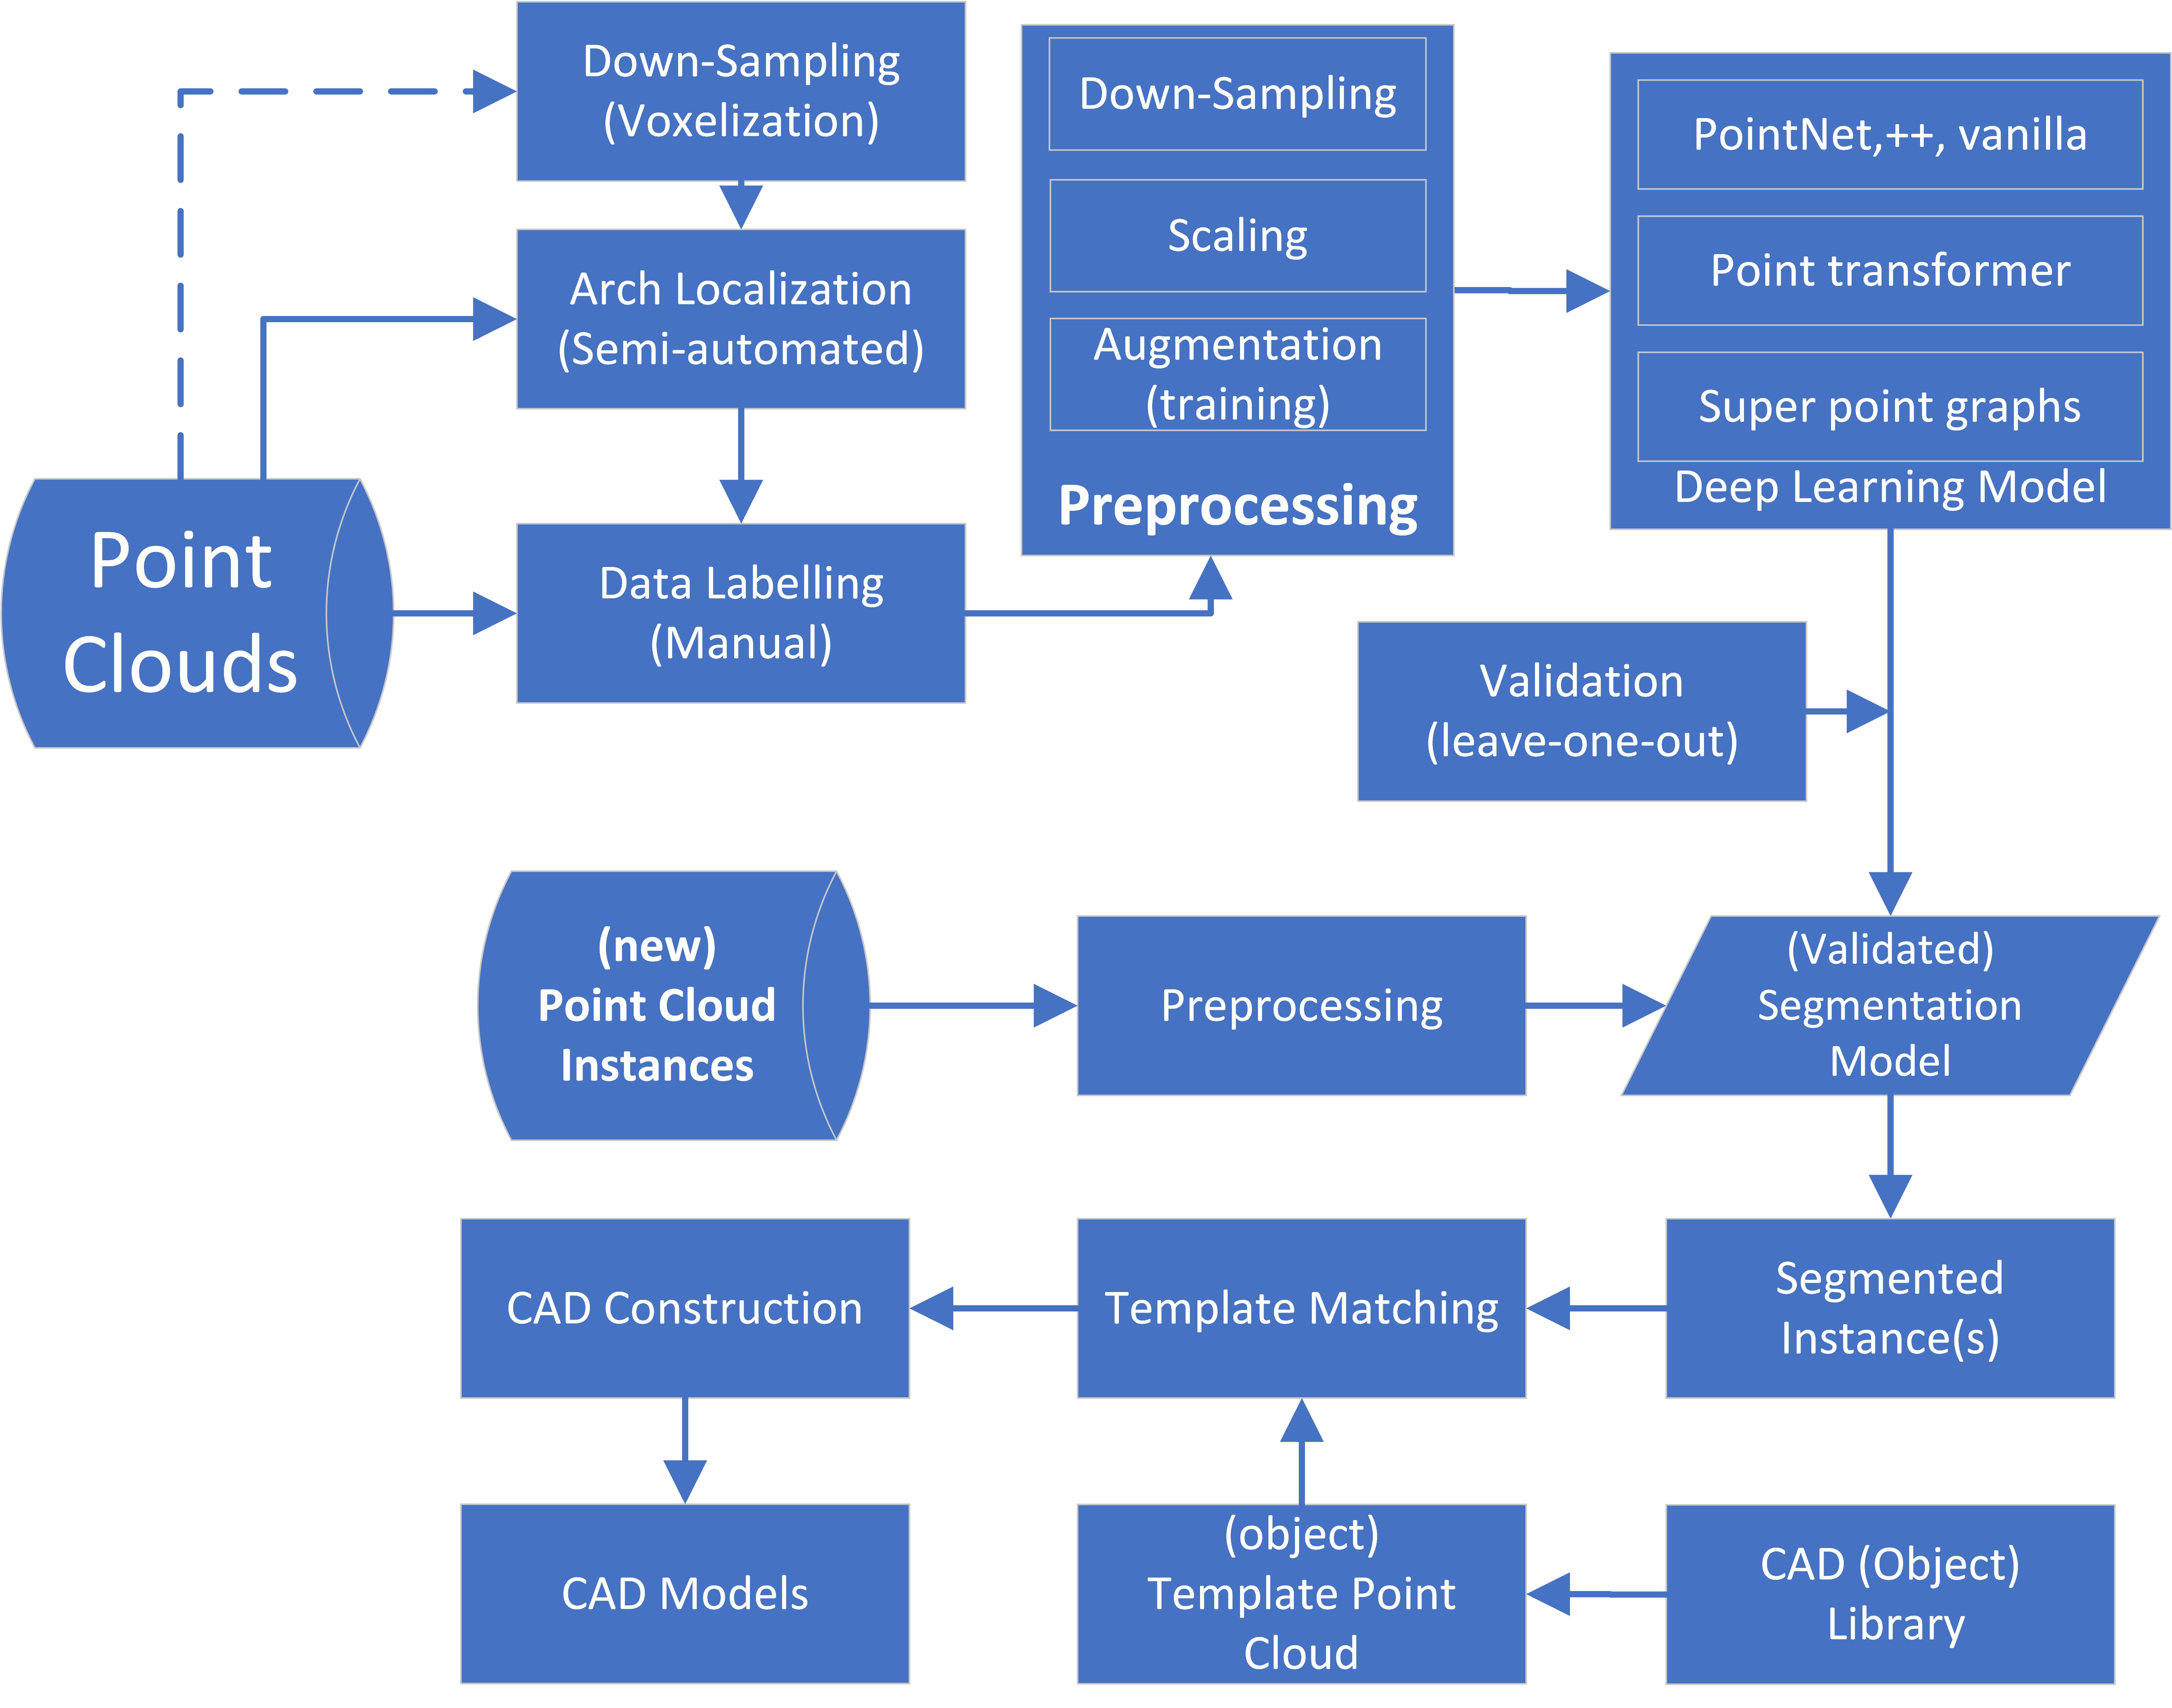 Down-Sampling
(Voxelization)
Arch Localization
(Semi-automated)
Point
Clouds
Data Labelling
(Manual)
Down-Sampling
Scaling
Augmentation
(training)
Preprocessing
PointNet,++, vanilla
Point transformer
Super point graphs
Deep Learning Model
Validation
(leave-one-out)
(new)
Point Cloud
Instances
Preprocessing
(Validated)
Segmentation
Model
CAD Construction
Template Matching
Segmented
Instance(s)
CAD Models
(object)
Template Point
Cloud
CAD (Object)
Library